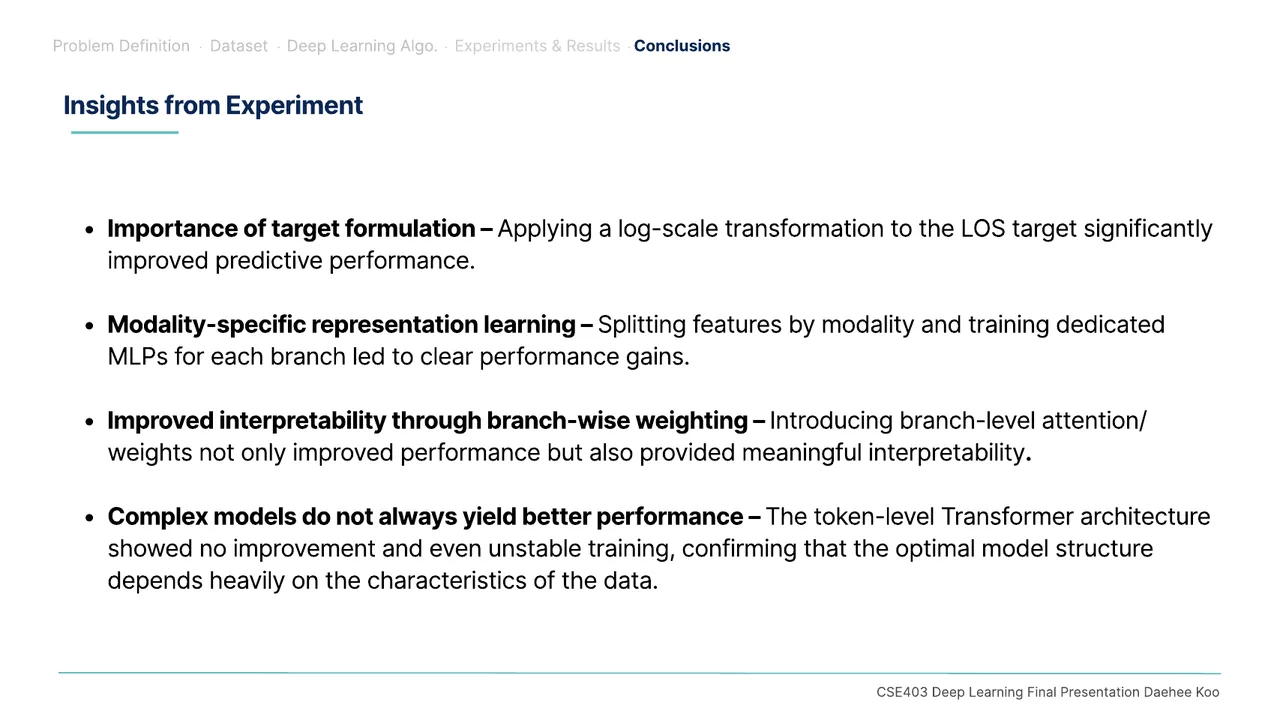 Problem Definition · Dataset · Deep Learning Algo. · Experiments & Results · Conclusions
Insights from Experiment
• Importance of target formulation – Applying a log-scale transformation to the LOS target significantly
improved predictive performance.
• Modality-specific representation learning – Splitting features by modality and training dedicated
MLPs for each branch led to clear performance gains.
• Improved interpretability through branch-wise weighting – Introducing branch-level attention/
weights not only improved performance but also provided meaningful interpretability.
• Complex models do not always yield better performance – The token-level Transformer architecture
showed no improvement and even unstable training, confirming that the optimal model structure
depends heavily on the characteristics of the data.
CSE403 Deep Learning Final Presentation Daehee Koo